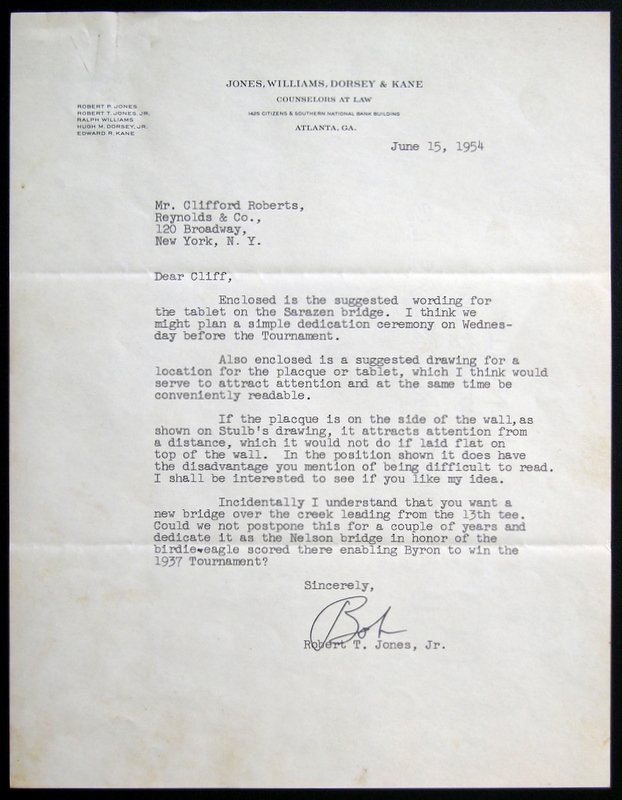 JONES, WILLIAMS, DORSEY & KANE
COUNSELORS AT LAW
1425 CITIZENS & SOUTHERN NATIONAL BANK BUILDING
ATLANTA, GA.
ROBERT P. JONES
ROBERT T. JONES, JR.
RALPH WILLIAMS
HUGH M. DORSEY, JR.
EDWARD R. KANE
June 15, 1954
Mr. Clifford Roberts,
Reynolds & Co.,
120 Broadway,
New York, N. Y.
Dear Cliff,
Enclosed is the suggested wording for
the tablet on the Sarazen bridge. I think we
might plan a simple dedication ceremony on Wednes-
day before the Tournament.
Also enclosed is a suggested drawing for a
location for the placque or tablet, which I think would
serve to attract attention and at the same time be
conveniently readable.
If the placque is on the side of the wall, as
shown on Stulb's drawing, it attracts attention from
a distance, which it would not do if laid flat on
top of the wall. In the position shown it does have
the disadvantage you mention of being difficult to read.
I shall be interested to see if you like my idea.
Incidentally I understand that you want a
new bridge over the creek leading from the 13th tee.
Could we not postpone this for a couple of years and
dedicate it as the Nelson bridge in honor of the
birdie-eagle scored there enabling Byron to win the
1937 Tournament?
Sincerely,
Bob
Robert T. Jones, Jr.